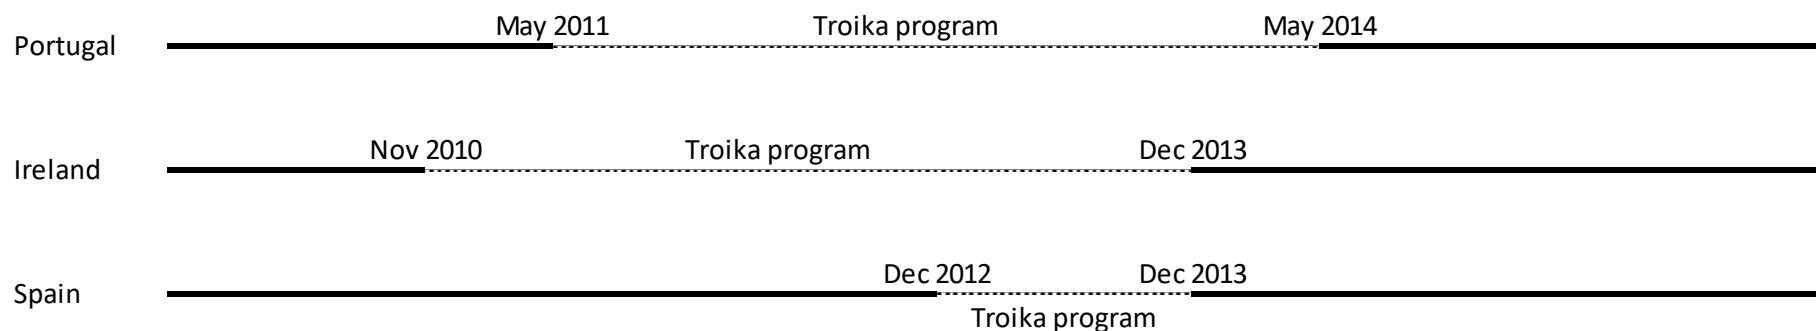 May 2011 Troika program May 2014
Portugal
Nov 2010 Troika program Dec 2013
Ireland
Dec 2012 Dec 2013
Spain
Troika program